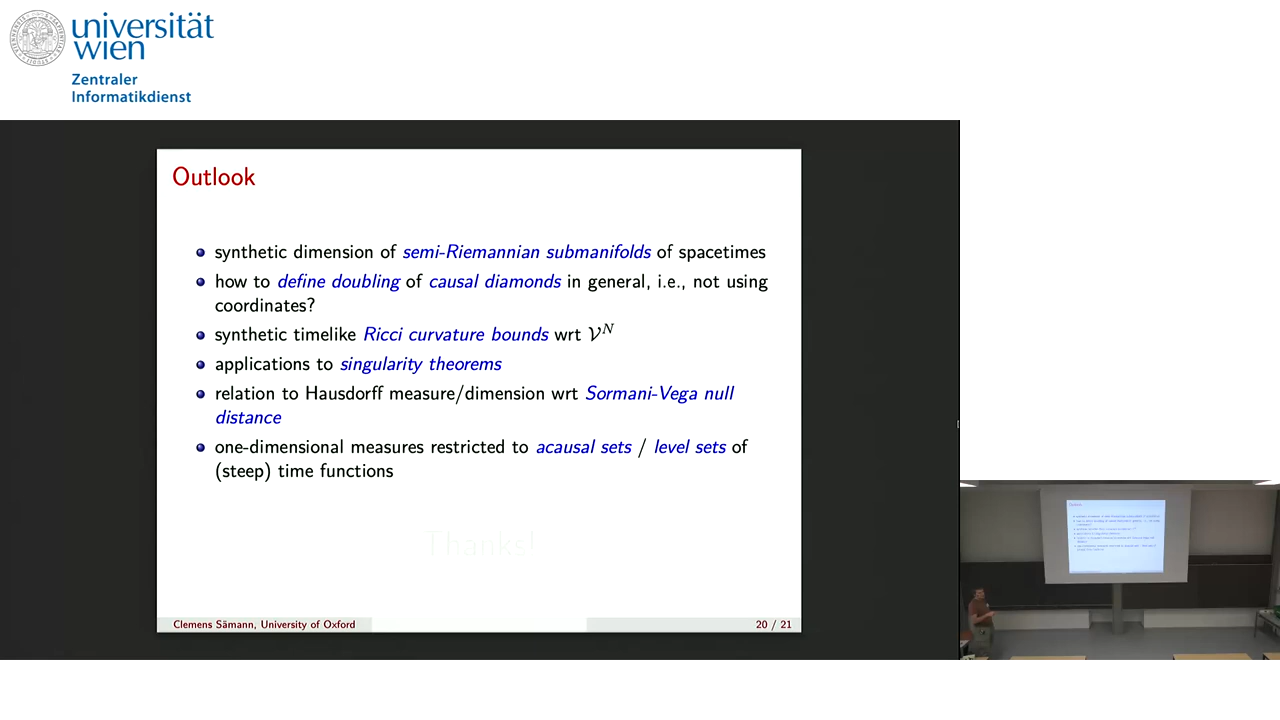 universität
wien
Zentraler
Informatikdienst
Outlook
synthetic dimension of semi-Riemannian submanifolds of spacetimes
how to define doubling of causal diamonds in general, i.e., not using
coordinates?
synthetic timelike Ricci curvature bounds wrt 𝒱ᴺ
applications to singularity theorems
relation to Hausdorff measure/dimension wrt Sormani-Vega null
distance
one-dimensional measures restricted to acausal sets / level sets of
(steep) time functions
Thanks!
Clemens Sämann, University of Oxford
20 / 21